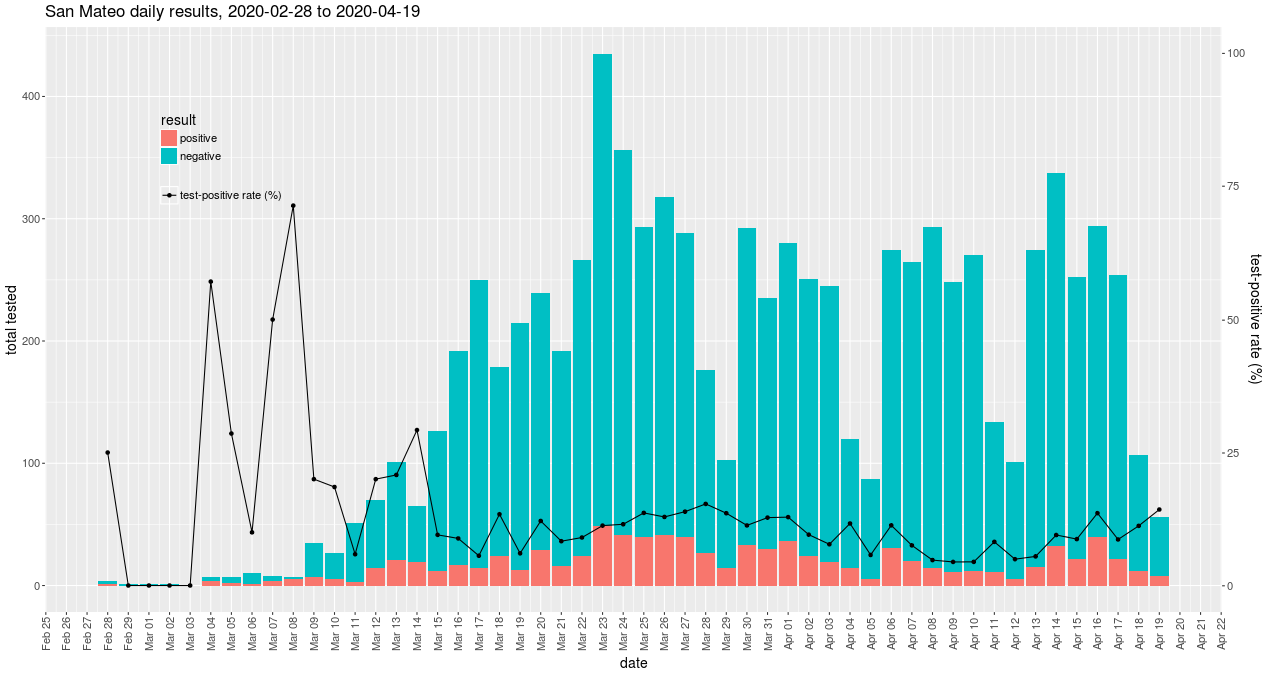 San Mateo daily results, 2020-02-28 to 2020-04-19
total tested
400
300
200
100
0
result
positive
negative
test-positive rate (%)
100
75
50
25
0
test-positive rate (%)
Feb 25
Feb 26
Feb 27
Feb 28
Feb 29
Mar 01
Mar 02
Mar 03
Mar 04
Mar 05
Mar 06
Mar 07
Mar 08
Mar 09
Mar 10
Mar 11
Mar 12
Mar 13
Mar 14
Mar 15
Mar 16
Mar 17
Mar 18
Mar 19
Mar 20
Mar 21
Mar 22
Mar 23
Mar 24
Mar 25
Mar 26
Mar 27
Mar 28
Mar 29
Mar 30
Mar 31
Apr 01
Apr 02
Apr 03
Apr 04
Apr 05
Apr 06
Apr 07
Apr 08
Apr 09
Apr 10
Apr 11
Apr 12
Apr 13
Apr 14
Apr 15
Apr 16
Apr 17
Apr 18
Apr 19
Apr 20
Apr 21
Apr 22
date